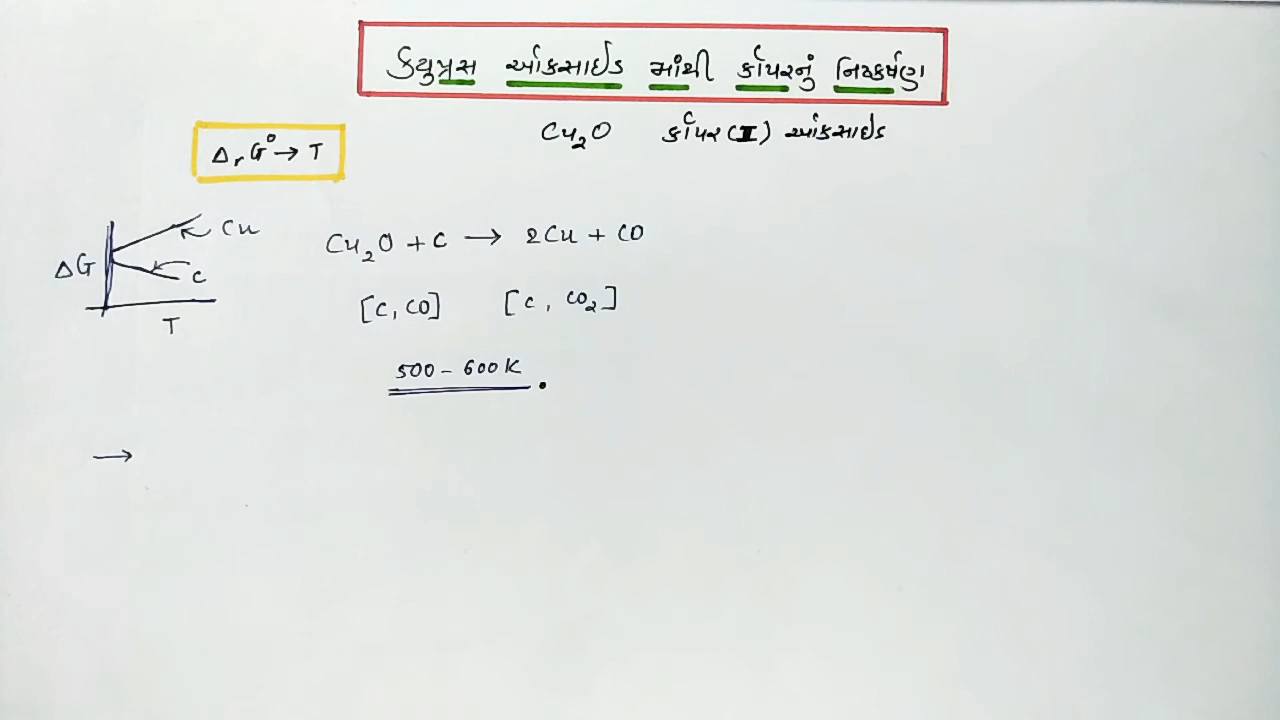 ક્યુપ્રસ ઑક્સાઇડ માંથી કૉપરનું નિષ્કર્ષણ
Cu₂O કૉપર(I) ઑક્સાઇડ
ΔᵣG° → T
ΔG
Cu
C
T
Cu₂O + C → 2Cu + CO
[C, CO] [C, CO₂]
500 - 600 K .
→